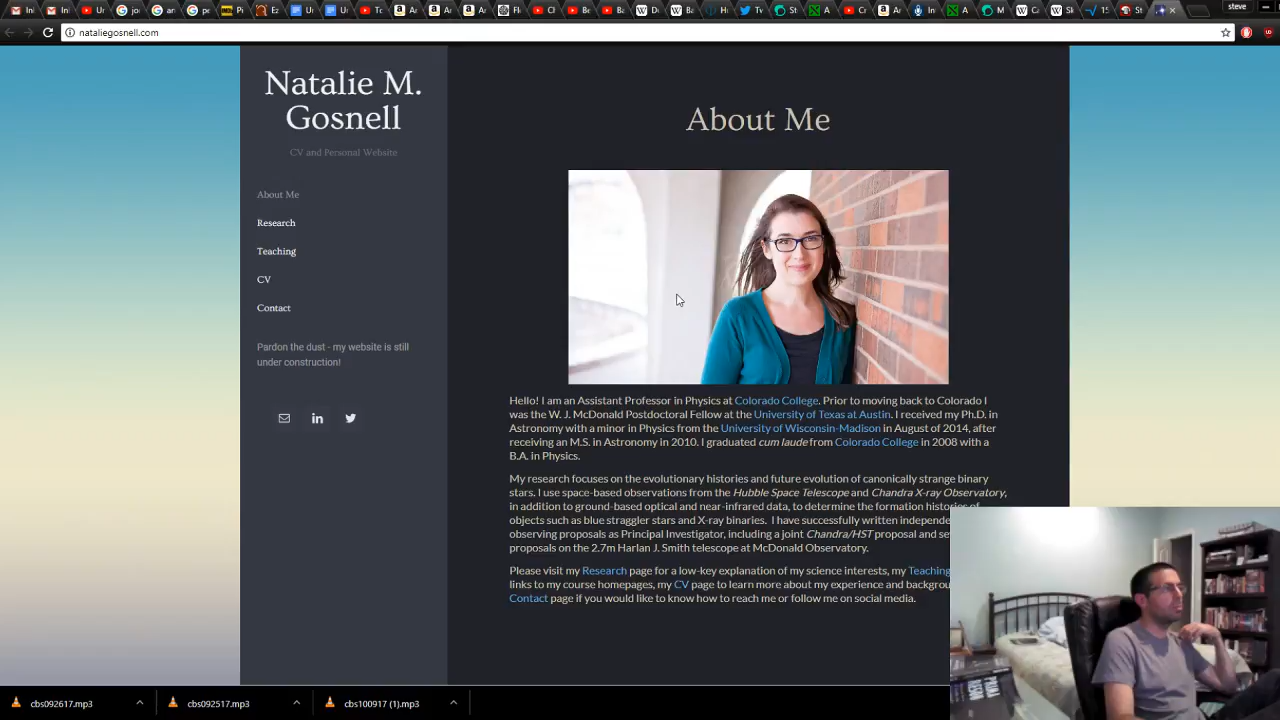 steve
nataliegosnell.com
Natalie M.
Gosnell
CV and Personal Website
About Me
Research
Teaching
CV
Contact
Pardon the dust - my website is still
under construction!
About Me
Hello! I am an Assistant Professor in Physics at Colorado College. Prior to moving back to Colorado I
was the W. J. McDonald Postdoctoral Fellow at the University of Texas at Austin. I received my Ph.D. in
Astronomy with a minor in Physics from the University of Wisconsin-Madison in August of 2014, after
receiving an M.S. in Astronomy in 2010. I graduated cum laude from Colorado College in 2008 with a
B.A. in Physics.
My research focuses on the evolutionary histories and future evolution of canonically strange binary
stars. I use space-based observations from the Hubble Space Telescope and Chandra X-ray Observatory,
in addition to ground-based optical and near-infrared data, to determine the formation histories of
objects such as blue straggler stars and X-ray binaries. I have successfully written independe
observing proposals as Principal Investigator, including a joint Chandra/HST proposal and se
proposals on the 2.7m Harlan J. Smith telescope at McDonald Observatory.
Please visit my Research page for a low-key explanation of my science interests, my Teaching
links to my course homepages, my CV page to learn more about my experience and backgrou
Contact page if you would like to know how to reach me or follow me on social media.
cbs092617.mp3
cbs092517.mp3
cbs100917 (1).mp3